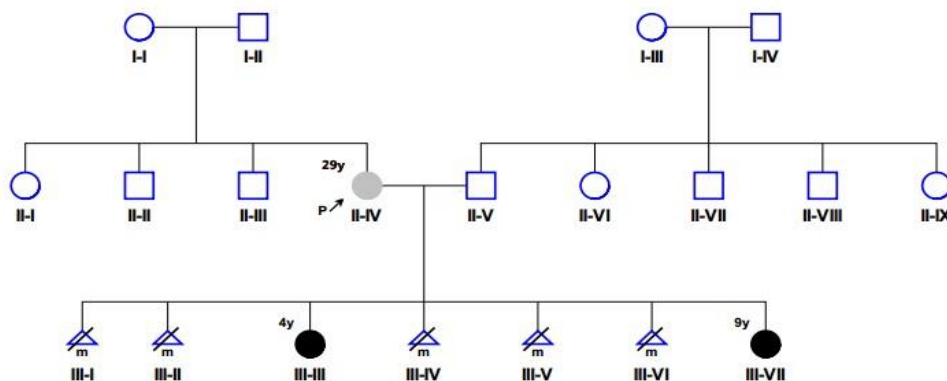 I-I I-II I-III I-IV
29y
P II-I II-II II-III II-IV II-V II-VI II-VII II-VIII II-IX
4y 9y
m m m m m
III-I III-II III-III III-IV III-V III-VI III-VII